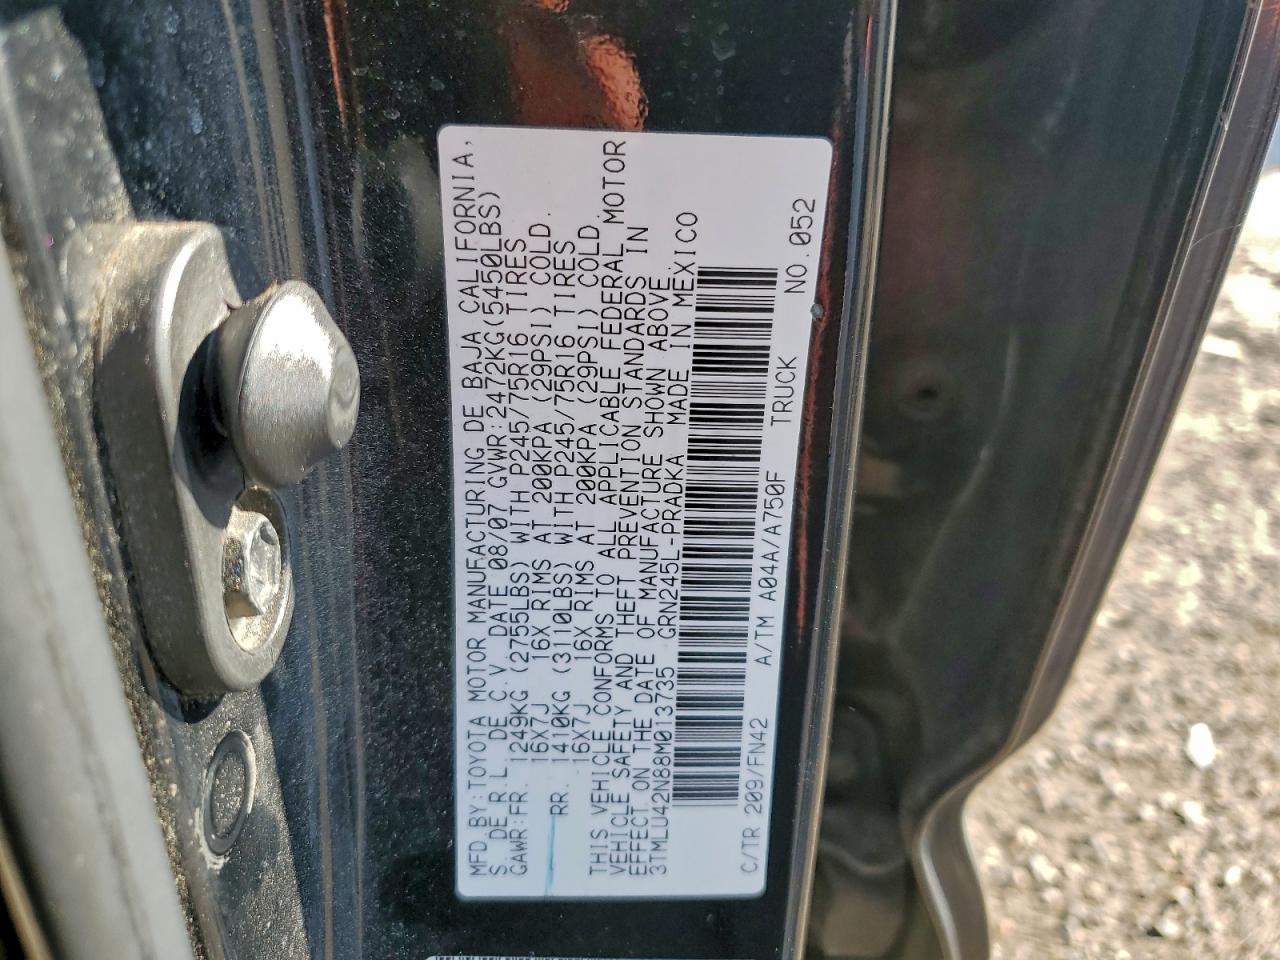 MFD BY:TOYOTA MOTOR MANUFACTURING DE BAJA CALIFORNIA,
S. DE R.L. DE C.V. DATE 08/07 GVWR:2472KG(5450LBS)
GAWR:FR. 1249KG (2755LBS) WITH P245/75R16 TIRES
16X7J 16X RIMS AT 200KPA (29PSI) COLD.
RR. 1410KG (3110LBS) WITH P245/75R16 TIRES
16X7J 16X RIMS AT 200KPA (29PSI) COLD.
THIS VEHICLE CONFORMS TO ALL APPLICABLE FEDERAL MOTOR
VEHICLE SAFETY AND THEFT PREVENTION STANDARDS IN
EFFECT ON THE DATE OF MANUFACTURE SHOWN ABOVE.
3TMLU42N88M013735 GRN245L-PRADKA MADE IN MEXICO
C/TR 209/FN42 A/TM A04A/A750F TRUCK NO.052